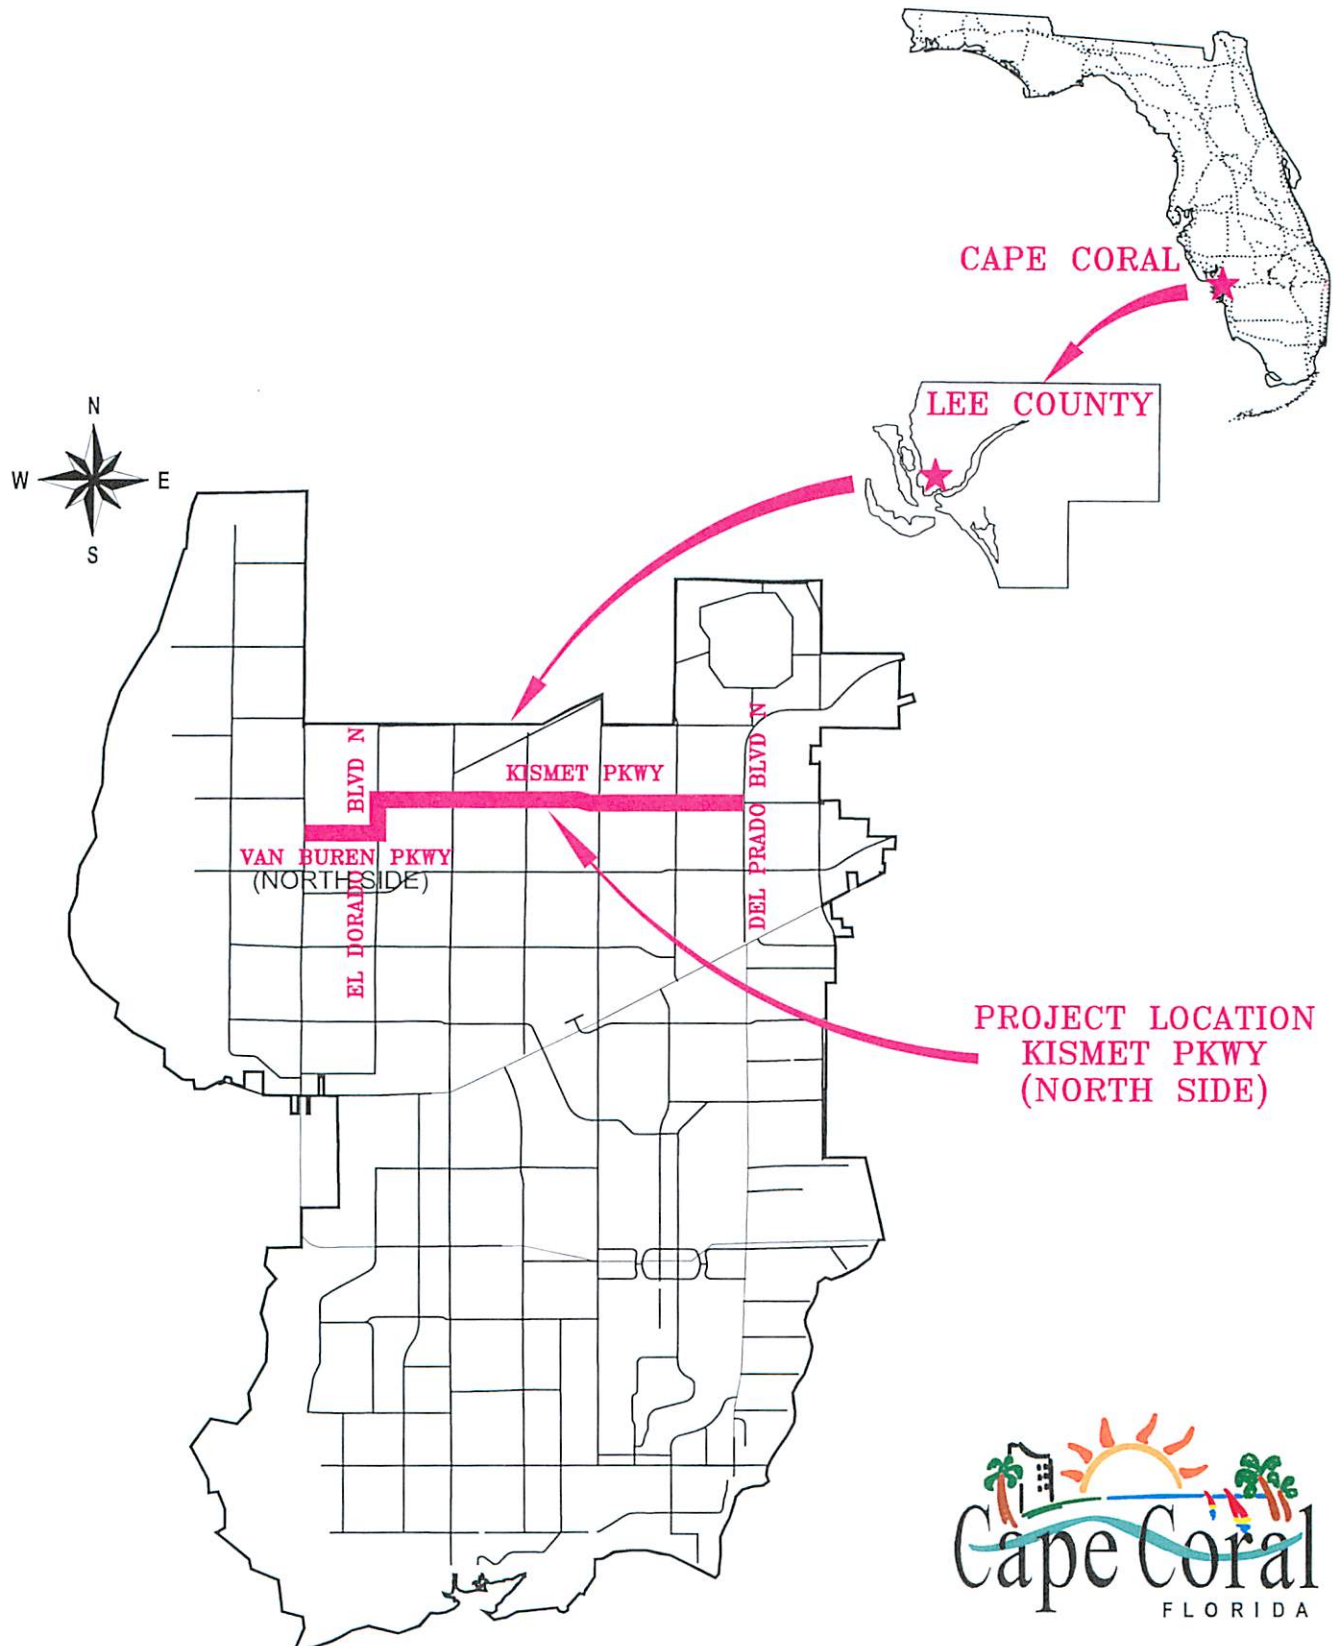 CAPE CORAL
LEE COUNTY
N
W
E
S
BLVD N
EL DORADO
KISMET PKWY
DEL PRADO BLVD N
VAN BUREN PKWY
(NORTH SIDE)
PROJECT LOCATION
KISMET PKWY
(NORTH SIDE)
Cape Coral
FLORIDA